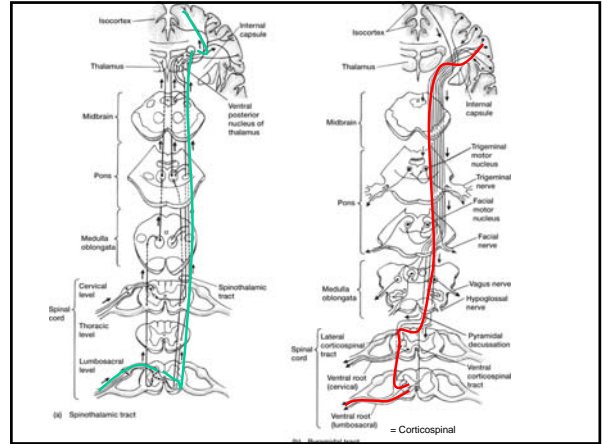 Isocortex
Internal
capsule
Thalamus
Ventral
posterior
nucleus of
thalamus
Midbrain
Pons
Medulla
oblongata
Cervical
level
Spinothalamic
tract
Spinal
cord
Thoracic
level
Lumbosacral
level
(a) Spinothalamic tract
Isocortex
Thalamus
Internal
capsule
Midbrain
Trigeminal
motor
nucleus
Trigeminal
nerve
Pons
Facial
motor
nucleus
Facial
nerve
Medulla
oblongata
Vagus nerve
Hypoglossal
nerve
Lateral
corticospinal
tract
Pyramidal
decussation
Spinal
cord
Ventral root
(cervical)
Ventral
corticospinal
tract
Ventral root
(lumbosacral)
= Corticospinal